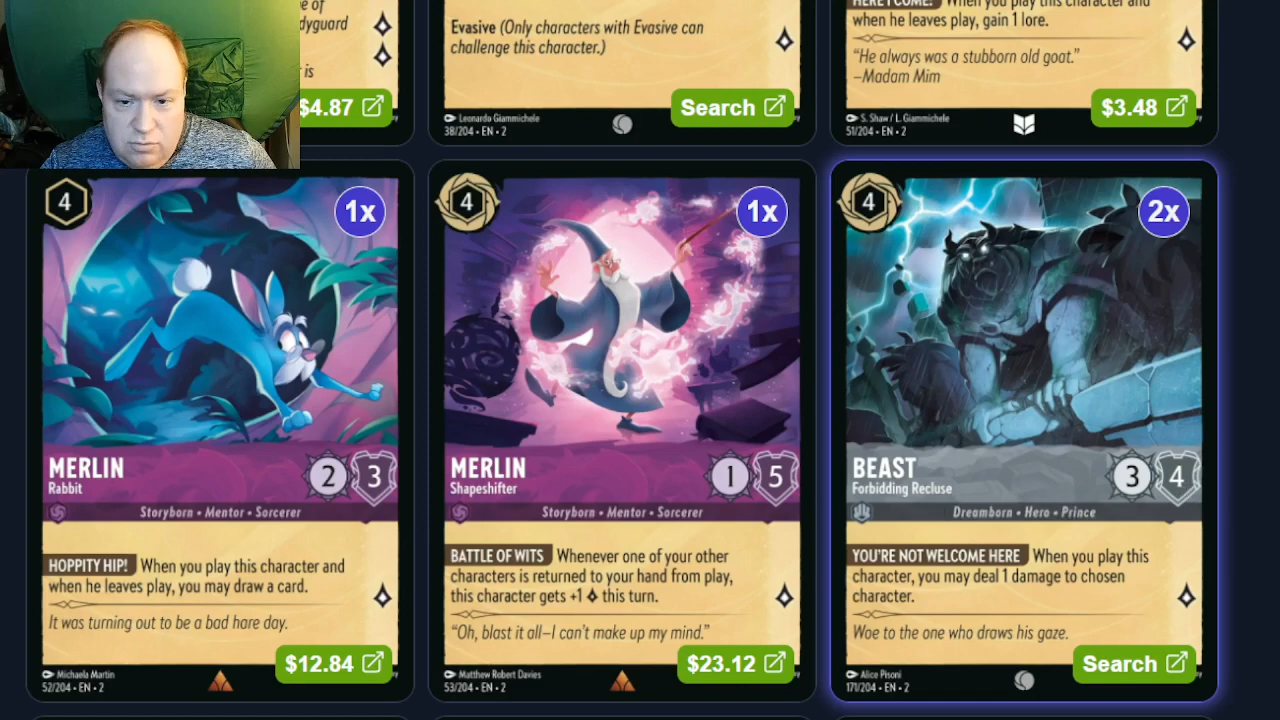 e of
dyguard
is
$4.87
Evasive (Only characters with Evasive can
challenge this character.)
Search
Leonardo Giammichele
38/204 • EN • 2
HERE I COME! When you play this character and
when he leaves play, gain 1 lore.
“He always was a stubborn old goat.”
–Madam Mim
$3.48
S. Shaw / L. Giammichele
51/204 • EN • 2
4
1x
MERLIN
Rabbit
2
3
Storyborn • Mentor • Sorcerer
HOPPITY HIP! When you play this character and
when he leaves play, you may draw a card.
It was turning out to be a bad hare day.
$12.84
Michaela Martin
52/204 • EN • 2
4
1x
MERLIN
Shapeshifter
1
5
Storyborn • Mentor • Sorcerer
BATTLE OF WITS Whenever one of your other
characters is returned to your hand from play,
this character gets +1 this turn.
“Oh, blast it all–I can’t make up my mind.”
$23.12
Matthew Robert Davies
53/204 • EN • 2
4
2x
BEAST
Forbidding Recluse
3
4
Dreamborn • Hero • Prince
YOU'RE NOT WELCOME HERE When you play this
character, you may deal 1 damage to chosen
character.
Woe to the one who draws his gaze.
Search
Alice Pisoni
171/204 • EN • 2